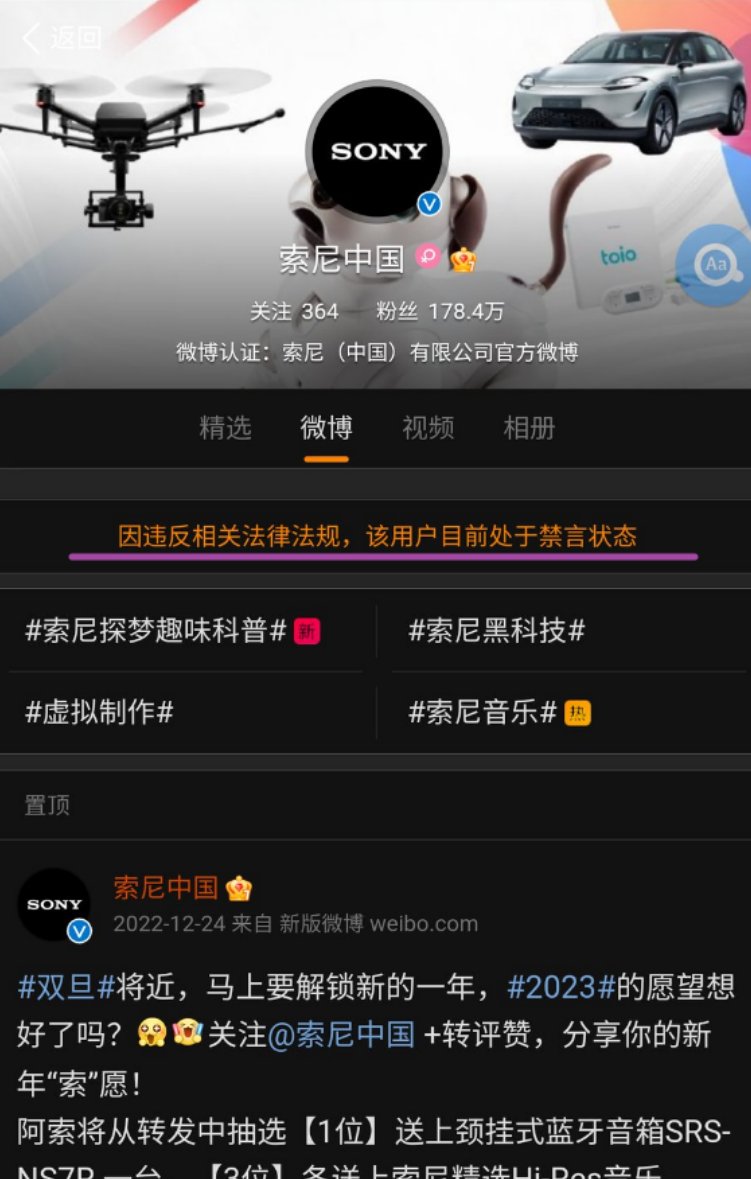 返回
SONY
索尼中国
toio
Aa
关注 364 粉丝 178.4万
微博认证：索尼（中国）有限公司官方微博
精选 微博 视频 相册
因违反相关法律法规，该用户目前处于禁言状态
#索尼探梦趣味科普# 新 #索尼黑科技#
#虚拟制作# #索尼音乐# 热
置顶
SONY
索尼中国
2022-12-24 来自 新版微博 weibo.com
#双旦#将近，马上要解锁新的一年，#2023#的愿望想
好了吗？关注@索尼中国 +转评赞，分享你的新
年“索”愿！
阿索将从转发中抽选【1位】送上颈挂式蓝牙音箱SRS-
NS7R 一台，【3位】各送上索尼精选Hi-Res音乐